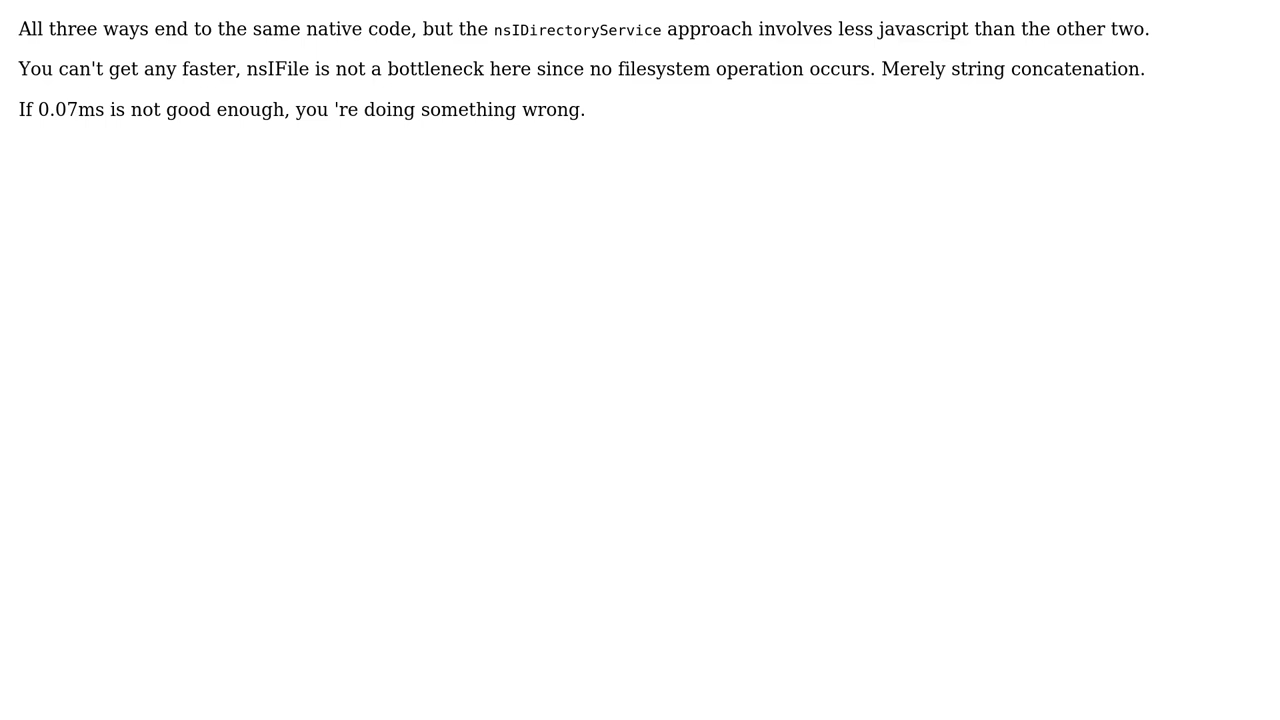 All three ways end to the same native code, but the nsIDirectoryService approach involves less javascript than the other two.
You can't get any faster, nsIFile is not a bottleneck here since no filesystem operation occurs. Merely string concatenation.
If 0.07ms is not good enough, you 're doing something wrong.